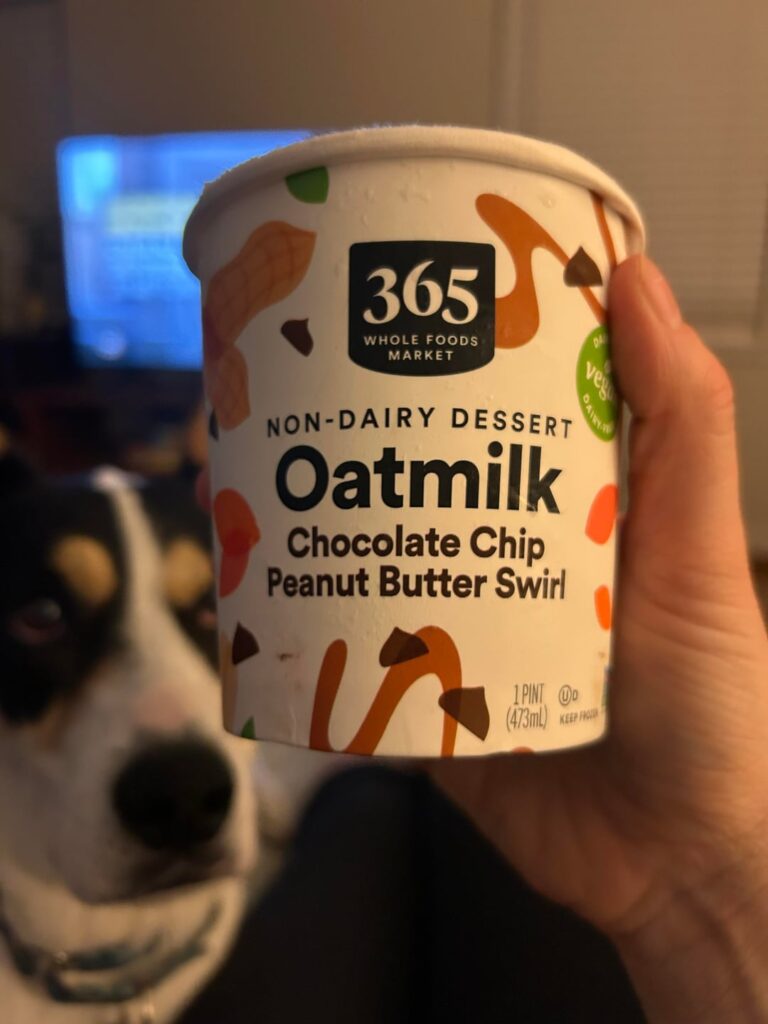 365
WHOLE FOODS
MARKET
NON-DAIRY DESSERT
Oatmilk
Chocolate Chip
Peanut Butter Swirl
1 PINT
(473mL)
U D
KEEP FROZEN